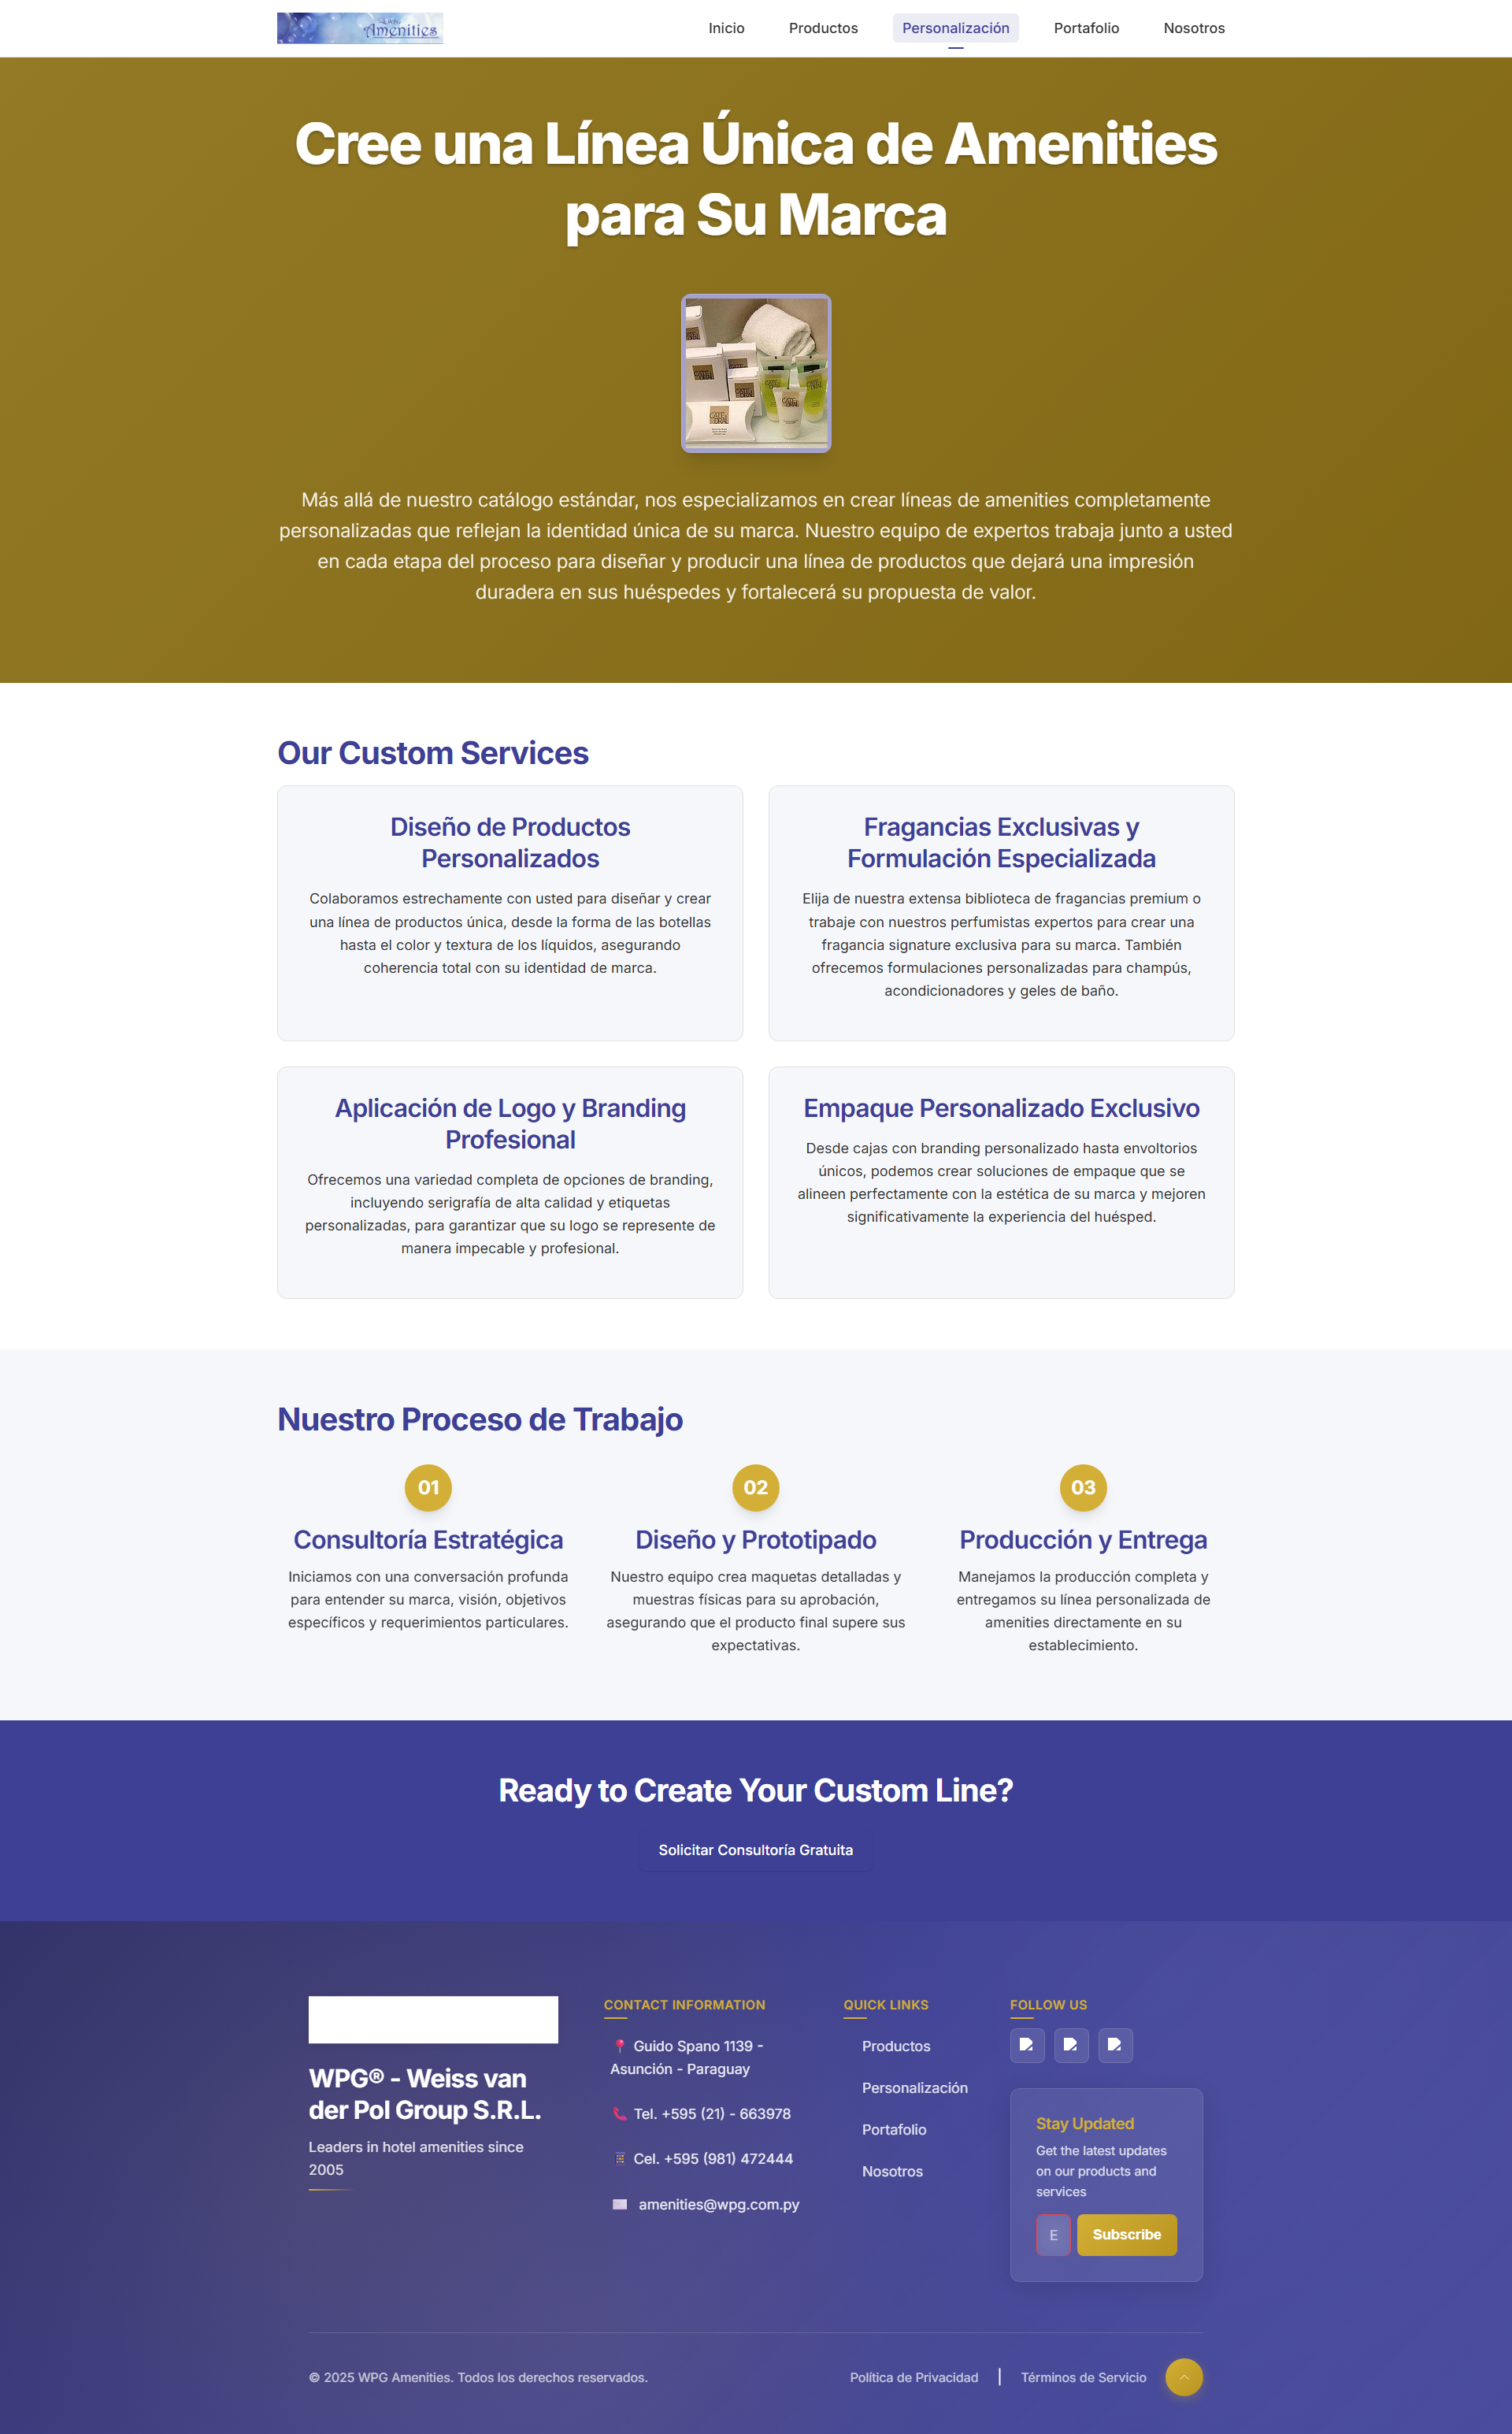 Amenities
Inicio
Productos
Personalización
Portafolio
Nosotros
Cree una Línea Única de Amenities
para Su Marca
CATE
DRAL
Más allá de nuestro catálogo estándar, nos especializamos en crear líneas de amenities completamente
personalizadas que reflejan la identidad única de su marca. Nuestro equipo de expertos trabaja junto a usted
en cada etapa del proceso para diseñar y producir una línea de productos que dejará una impresión
duradera en sus huéspedes y fortalecerá su propuesta de valor.
Our Custom Services
Diseño de Productos
Personalizados
Colaboramos estrechamente con usted para diseñar y crear
una línea de productos única, desde la forma de las botellas
hasta el color y textura de los líquidos, asegurando
coherencia total con su identidad de marca.
Fragancias Exclusivas y
Formulación Especializada
Elija de nuestra extensa biblioteca de fragancias premium o
trabaje con nuestros perfumistas expertos para crear una
fragancia signature exclusiva para su marca. También
ofrecemos formulaciones personalizadas para champús,
acondicionadores y geles de baño.
Aplicación de Logo y Branding
Profesional
Ofrecemos una variedad completa de opciones de branding,
incluyendo serigrafía de alta calidad y etiquetas
personalizadas, para garantizar que su logo se represente de
manera impecable y profesional.
Empaque Personalizado Exclusivo
Desde cajas con branding personalizado hasta envoltorios
únicos, podemos crear soluciones de empaque que se
alineen perfectamente con la estética de su marca y mejoren
significativamente la experiencia del huésped.
Nuestro Proceso de Trabajo
01
Consultoría Estratégica
Iniciamos con una conversación profunda
para entender su marca, visión, objetivos
específicos y requerimientos particulares.
02
Diseño y Prototipado
Nuestro equipo crea maquetas detalladas y
muestras físicas para su aprobación,
asegurando que el producto final supere sus
expectativas.
03
Producción y Entrega
Manejamos la producción completa y
entregamos su línea personalizada de
amenities directamente en su
establecimiento.
Ready to Create Your Custom Line?
Solicitar Consultoría Gratuita
WPG® - Weiss van
der Pol Group S.R.L.
Leaders in hotel amenities since
2005
CONTACT INFORMATION
Guido Spano 1139 -
Asunción - Paraguay
Tel. +595 (21) - 663978
Cel. +595 (981) 472444
amenities@wpg.com.py
QUICK LINKS
Productos
Personalización
Portafolio
Nosotros
FOLLOW US
Stay Updated
Get the latest updates
on our products and
services
E
Subscribe
© 2025 WPG Amenities. Todos los derechos reservados.
Política de Privacidad
Términos de Servicio